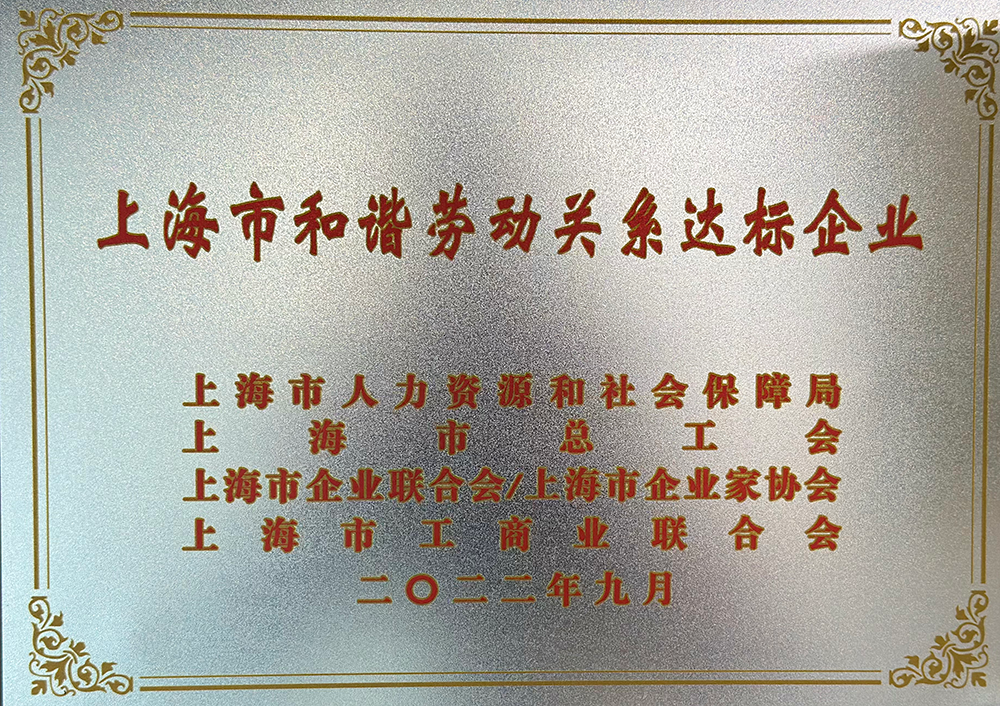 上海市和谐劳动关系达标企业
上海市人力资源和社会保障局
上海市总工会
上海市企业联合会/上海市企业家协会
上海市工商业联合会
二〇二二年九月